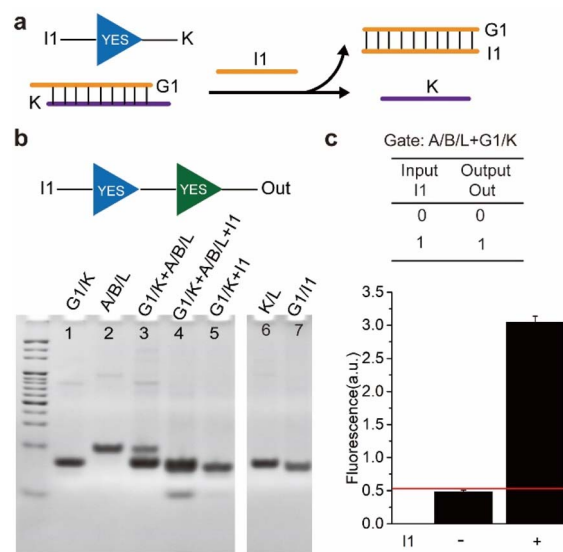 a
I1 YES K
G1
K
I1
G1
I1
K
b
I1 YES YES Out
G1/K
A/B/L
G1/K+A/B/L
G1/K+A/B/L+I1
G1/K+I1
K/L
G1/I1
1 2 3 4 5 6 7
c
Gate: A/B/L+G1/K
Input Output
I1 Out
0 0
1 1
Fluorescence(a.u.)
3.5
3.0
2.5
2.0
1.5
1.0
0.5
0.0
I1 - +